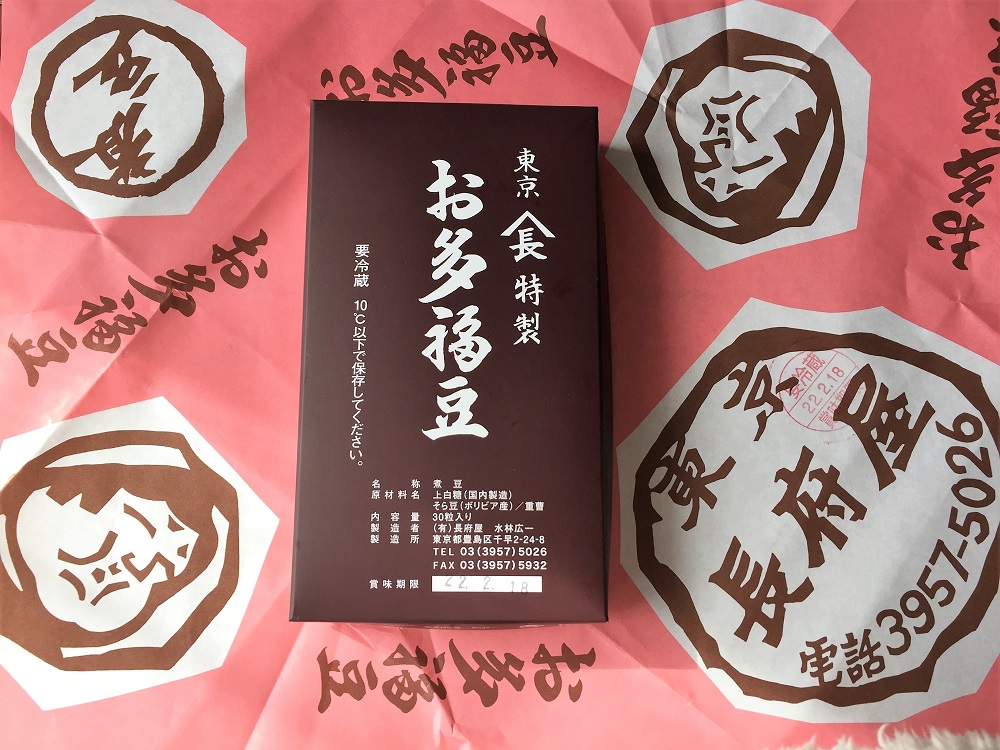 東京 長 特製
お多福豆
要冷蔵 10℃以下で保存してください。
名称 煮豆
原材料名 上白糖(国内製造)
そら豆(ボリビア産)/重曹
内容量 30粒入り
製造者 (有)長府屋 水林広一
製造所 東京都豊島区千早2-24-8
TEL 03(3957)5026
FAX 03(3957)5932
賞味期限 22.2.18
お多福豆
お多福豆
お多福豆
お多福
東京
長府屋
電話3957-5026
要冷蔵
22.2.18